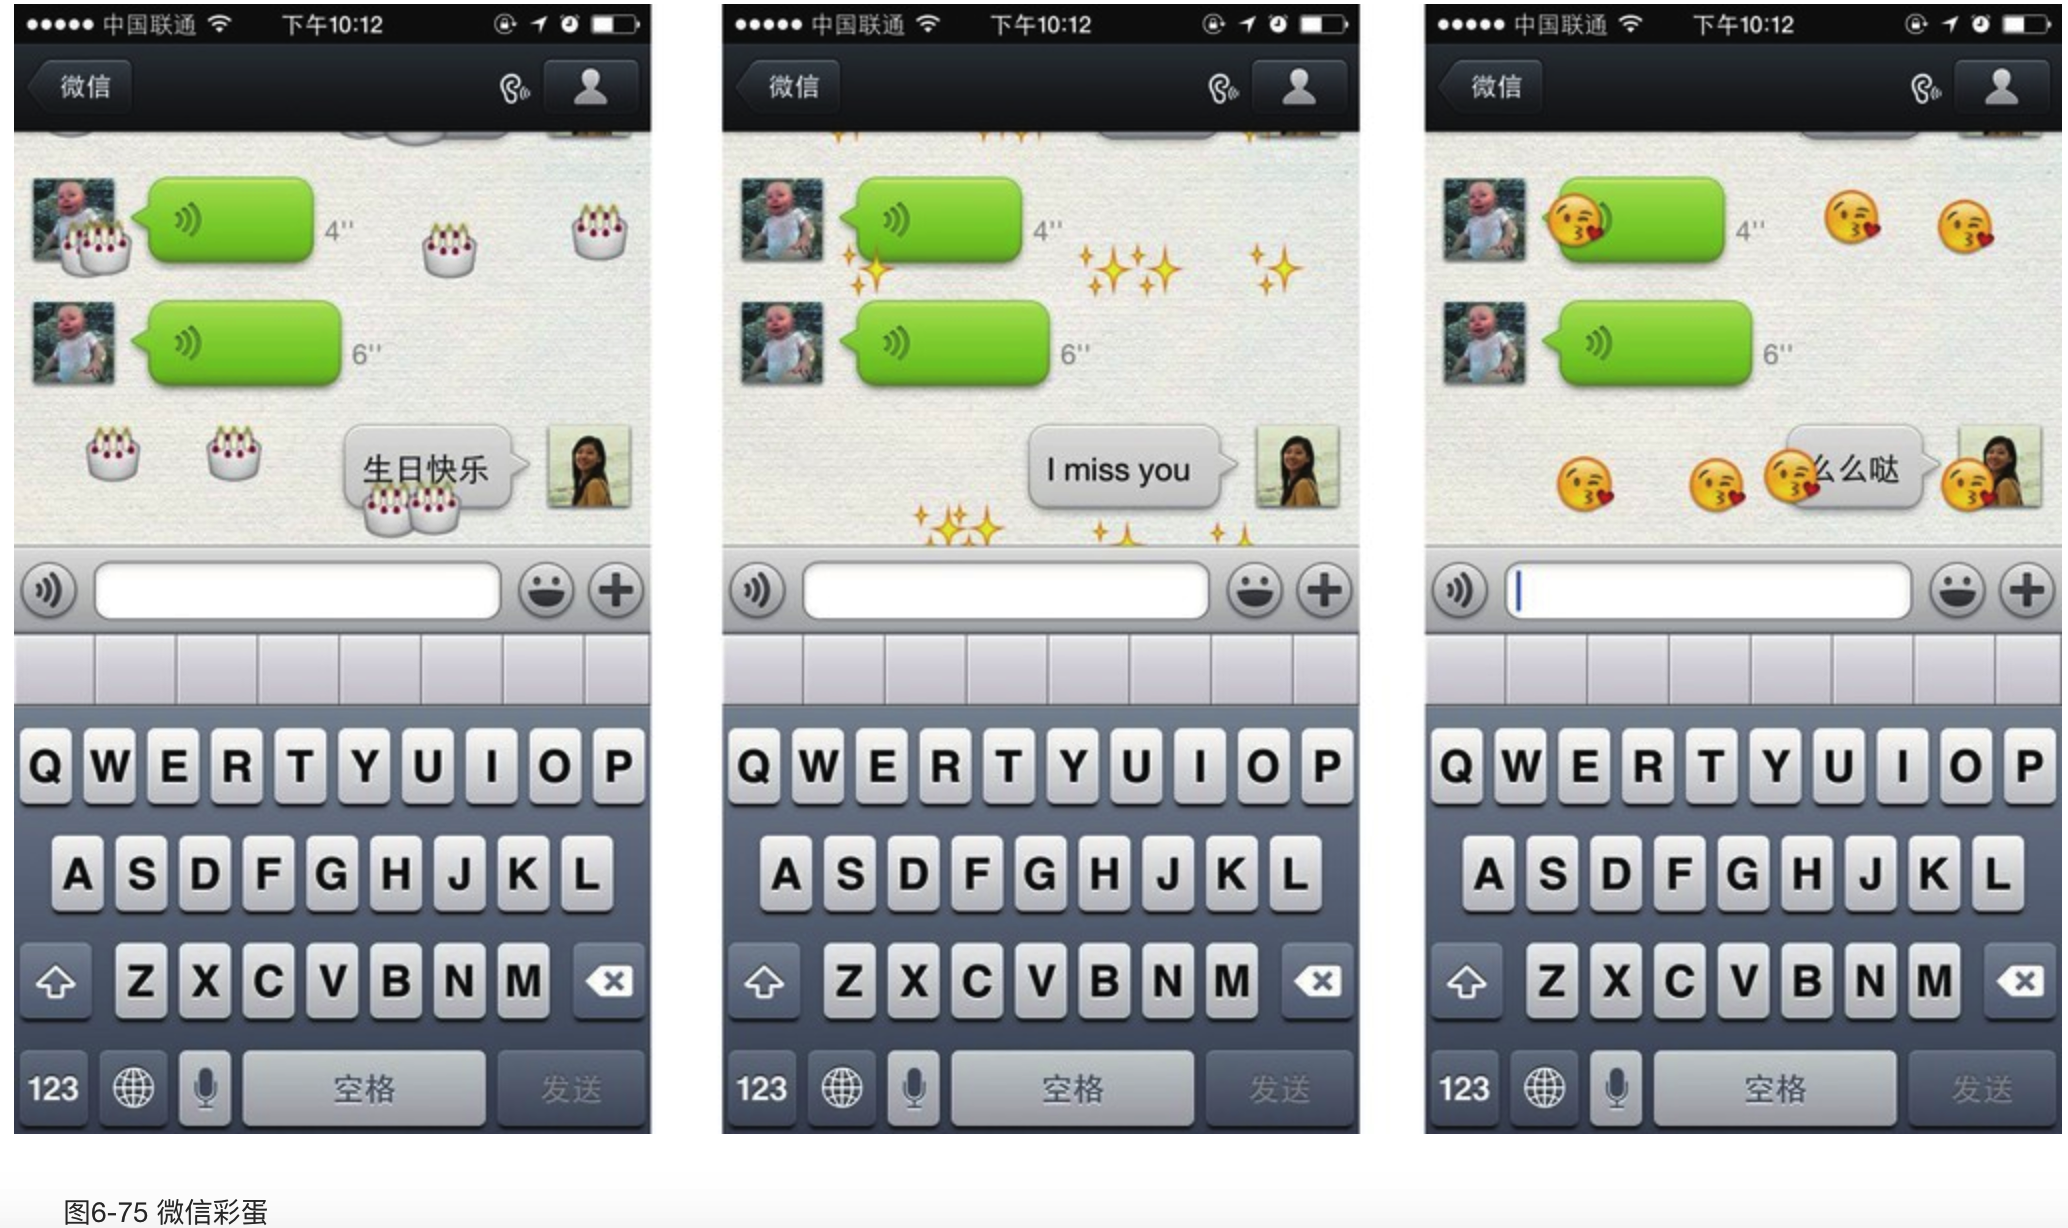 中国联通 下午10:12
微信
4''
6''
生日快乐
Q W E R T Y U I O P
A S D F G H J K L
Z X C V B N M
123 空格 发送
中国联通 下午10:12
微信
4''
6''
I miss you
Q W E R T Y U I O P
A S D F G H J K L
Z X C V B N M
123 空格 发送
中国联通 下午10:12
微信
4''
6''
么么哒
Q W E R T Y U I O P
A S D F G H J K L
Z X C V B N M
123 空格 发送
图6-75 微信彩蛋